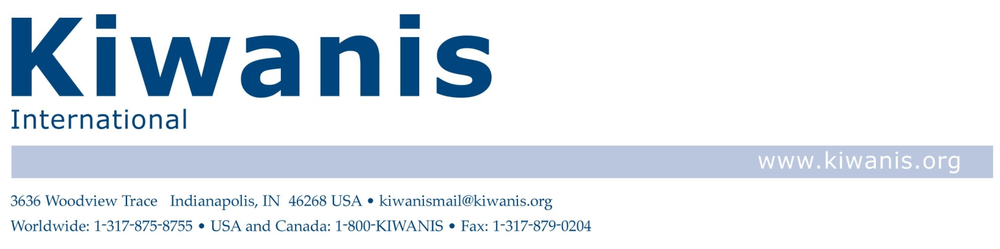 Kiwanis
International
www.kiwanis.org
3636 Woodview Trace   Indianapolis, IN  46268 USA • kiwanismail@kiwanis.org
Worldwide: 1-317-875-8755 • USA and Canada: 1-800-KIWANIS • Fax: 1-317-879-0204